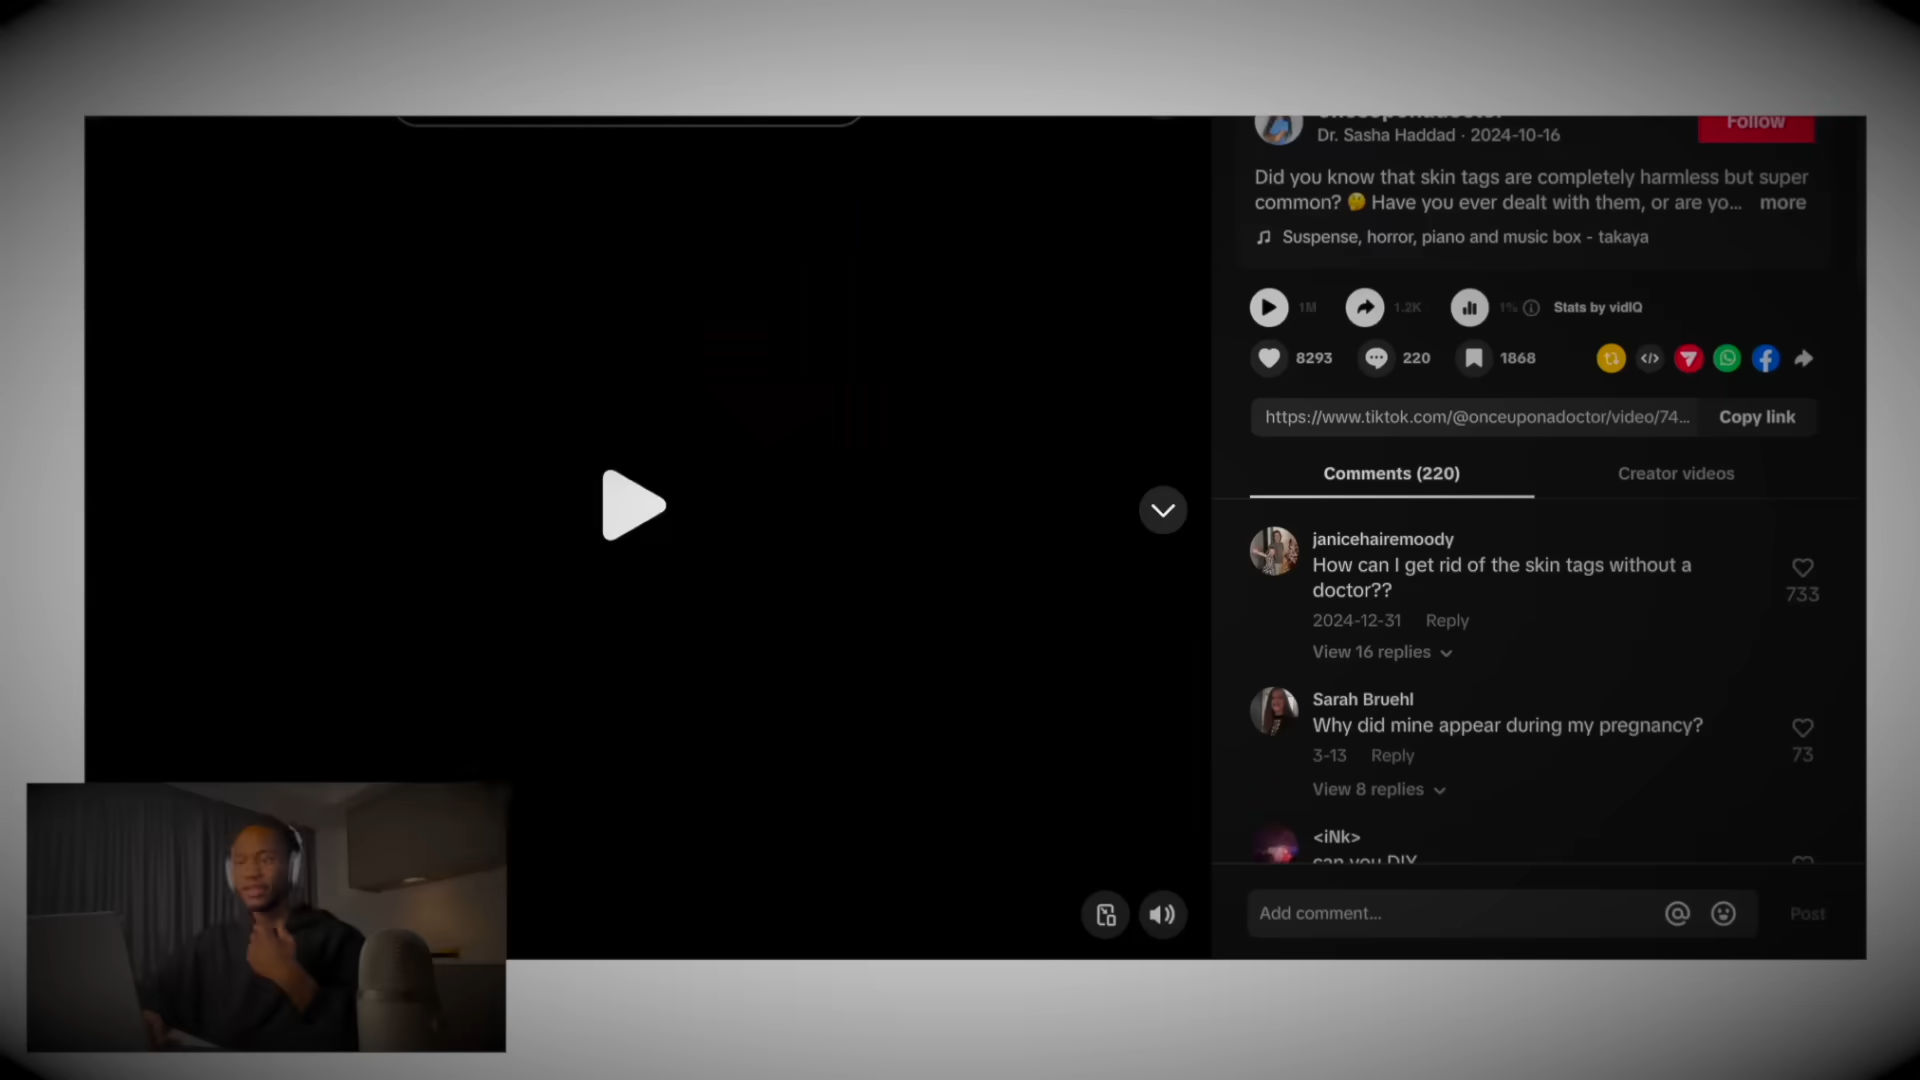 onceuponadoctor
Follow
Dr. Sasha Haddad · 2024-10-16
Did you know that skin tags are completely harmless but super
common? 🤔 Have you ever dealt with them, or are yo... more
Suspense, horror, piano and music box - takaya
1M
1.2K
1%
Stats by vidIQ
8293
220
1868
https://www.tiktok.com/@onceuponadoctor/video/74...
Copy link
Comments (220)
Creator videos
janicehairemoody
How can I get rid of the skin tags without a
doctor??
733
2024-12-31 Reply
View 16 replies
Sarah Bruehl
Why did mine appear during my pregnancy?
73
3-13 Reply
View 8 replies
<iNk>
can you DIY
Add comment...
Post